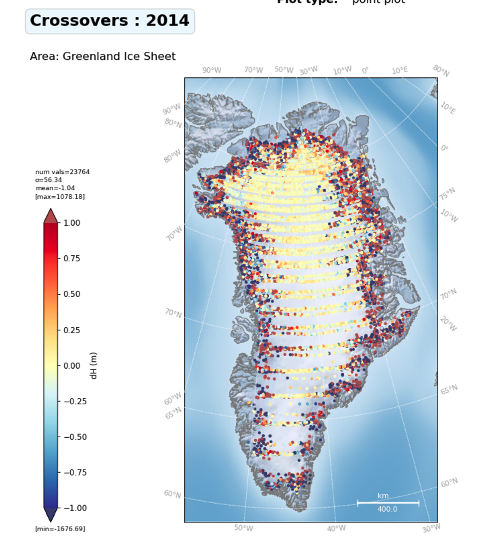 Plot type: point plot
Crossovers : 2014
Area: Greenland Ice Sheet
90°W 70°W 50°W 30°W 10°W 0° 10°E 80°N
90°W
80°N
80°W
70°W
70°N
60°W
65°N
60°N
10°E
0°
75°N
10°W
70°N
20°W
65°N
60°N
50°W 40°W 30°W
num vals=23764
σ=56.34
mean=-1.04
[max=1078.18]
1.00
0.75
0.50
0.25
0.00
−0.25
−0.50
−0.75
−1.00
dH (m)
[min=-1676.69]
km
400.0